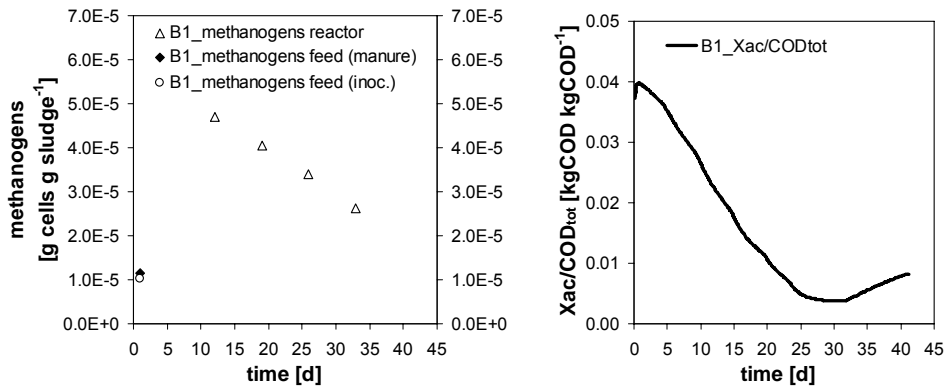 7.0E-5
6.0E-5
5.0E-5
4.0E-5
3.0E-5
2.0E-5
1.0E-5
0.0E+0
methanogens
[g cells g sludge-1]
B1_methanogens reactor
B1_methanogens feed (manure)
B1_methanogens feed (inoc.)
7.0E-5
6.0E-5
5.0E-5
4.0E-5
3.0E-5
2.0E-5
1.0E-5
0.0E+0
0 5 10 15 20 25 30 35 40 45
time [d]
Xac/CODtot [kgCOD kgCOD-1]
0.05
0.04
0.03
0.02
0.01
0.00
B1_Xac/CODtot
0 5 10 15 20 25 30 35 40 45
time [d]